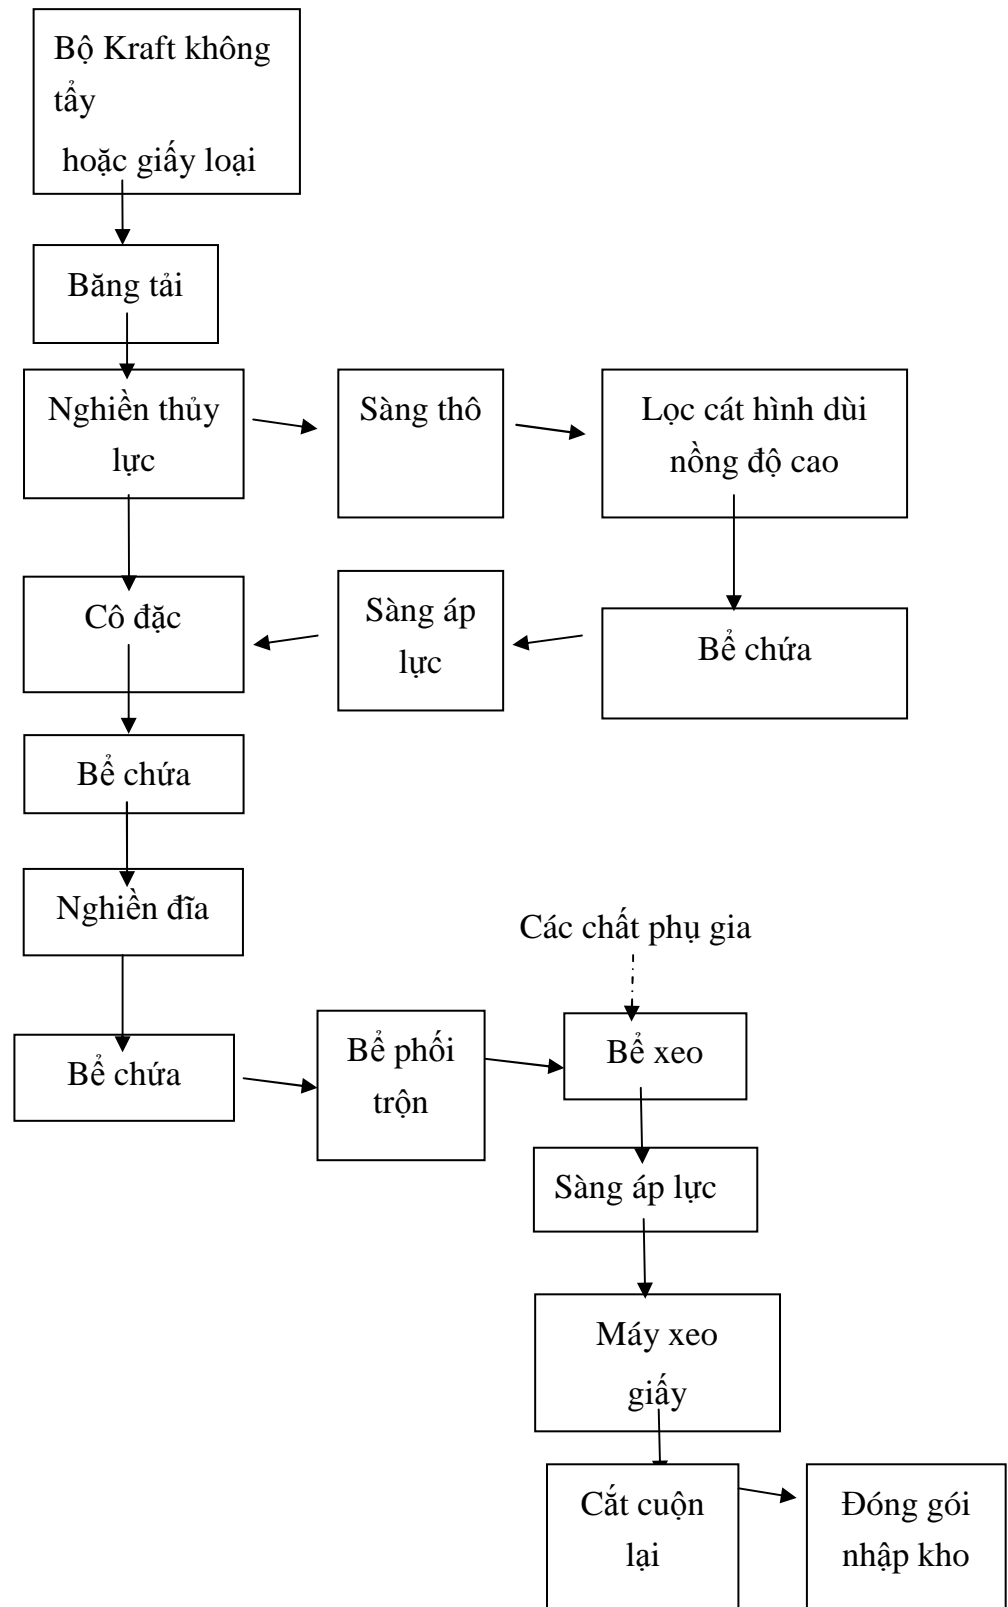 Bộ Kraft không
tẩy
hoặc giấy loại
Băng tải
Nghiền thủy
lực
Sàng thô
Lọc cát hình dùi
nồng độ cao
Cô đặc
Sàng áp
lực
Bể chứa
Bể chứa
Nghiền đĩa
Các chất phụ gia
Bể chứa
Bể phối
trộn
Bể xeo
Sàng áp lực
Máy xeo
giấy
Cắt cuộn
lại
Đóng gói
nhập kho